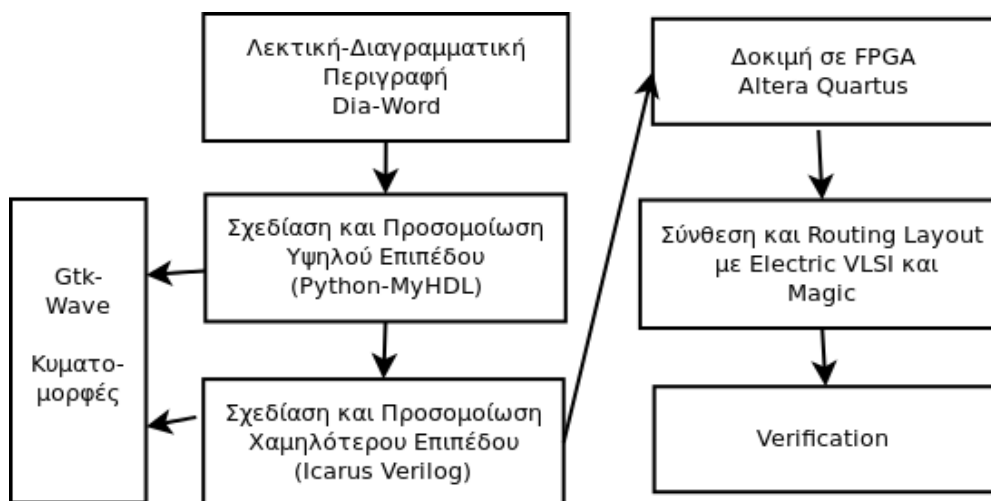 Λεκτική-Διαγραμματική
Περιγραφή
Dia-Word
Σχεδίαση και Προσομοίωση
Υψηλού Επιπέδου
(Python-MyHDL)
Gtk-
Wave
Κυματο-
μορφές
Σχεδίαση και Προσομοίωση
Χαμηλότερου Επιπέδου
(Icarus Verilog)
Δοκιμή σε FPGA
Altera Quartus
Σύνθεση και Routing Layout
με Electric VLSI και
Magic
Verification